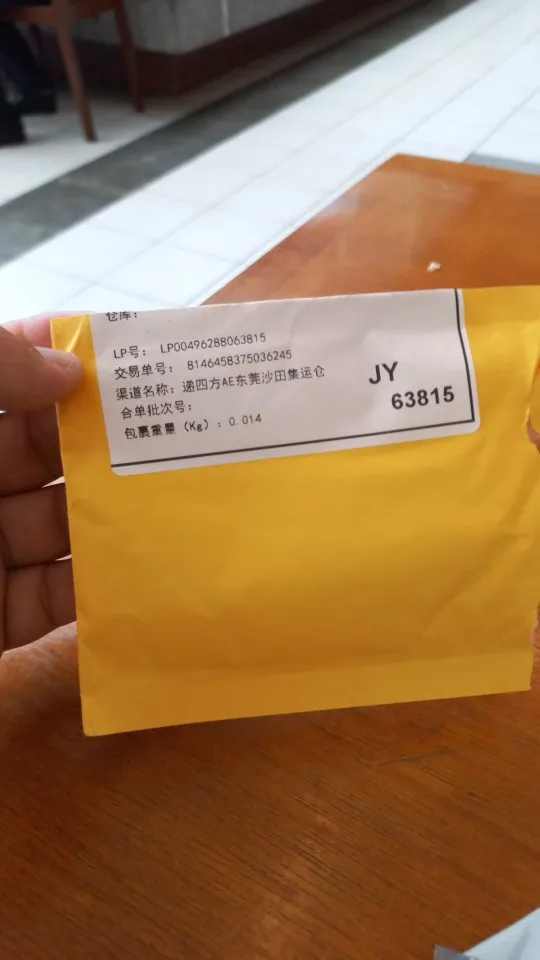 仓库:
LP号: LP00496288063815
交易单号: 8146458375036245
渠道名称: 递四方AE东莞沙田集运仓
合单批次号:
包裹重量 (Kg) : 0.014
JY
63815